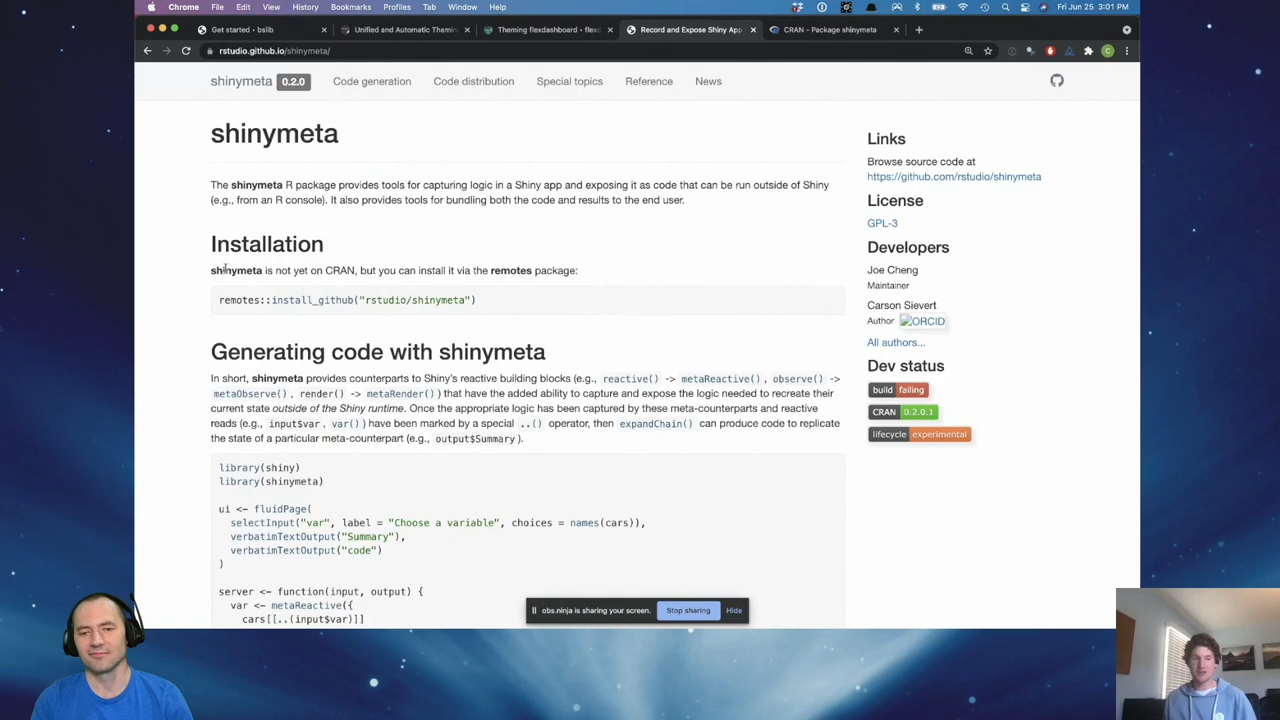 Chrome File Edit View History Bookmarks Profiles Tab Window Help Fri Jun 25 3:01 PM
Get started • bslib × Unified and Automatic Themin × Theming flexdashboard • flexd × Record and Expose Shiny App × CRAN - Package shinymeta × +
rstudio.github.io/shinymeta/
shinymeta 0.2.0 Code generation Code distribution Special topics Reference News
shinymeta
The shinymeta R package provides tools for capturing logic in a Shiny app and exposing it as code that can be run outside of Shiny
(e.g., from an R console). It also provides tools for bundling both the code and results to the end user.
Installation
shinymeta is not yet on CRAN, but you can install it via the remotes package:
remotes::install_github("rstudio/shinymeta")
Generating code with shinymeta
In short, shinymeta provides counterparts to Shiny's reactive building blocks (e.g., reactive() -> metaReactive(), observe() ->
metaObserve(), render() -> metaRender()) that have the added ability to capture and expose the logic needed to recreate their
current state outside of the Shiny runtime. Once the appropriate logic has been captured by these meta-counterparts and reactive
reads (e.g., input$var, var()) have been marked by a special ..() operator, then expandChain() can produce code to replicate
the state of a particular meta-counterpart (e.g., output$Summary).
library(shiny)
library(shinymeta)
ui <- fluidPage(
selectInput("var", label = "Choose a variable", choices = names(cars)),
verbatimTextOutput("Summary"),
verbatimTextOutput("code")
)
server <- function(input, output) {
var <- metaReactive({
cars[[..(input$var)]]
Links
Browse source code at
https://github.com/rstudio/shinymeta
License
GPL-3
Developers
Joe Cheng
Maintainer
Carson Sievert
Author ORCID
All authors...
Dev status
build failing
CRAN 0.2.0.1
lifecycle experimental
obs.ninja is sharing your screen. Stop sharing Hide